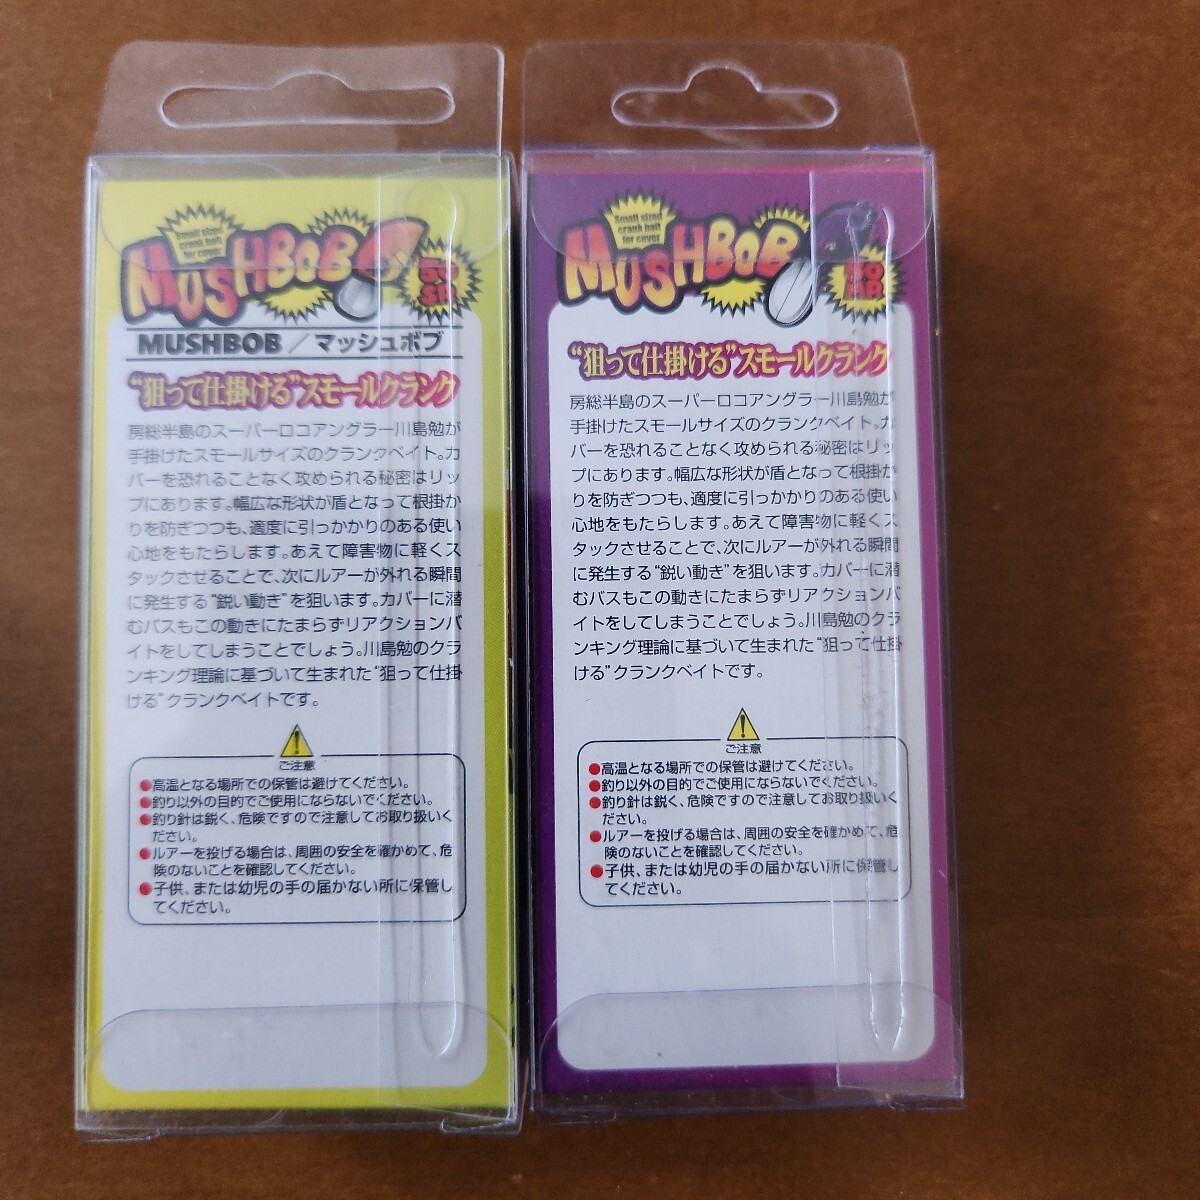 Small sized
crank bait
for cover
MUSHBOB
50
SR
MUSHBOB／マッシュボブ
“狙って仕掛ける”スモールクランク
房総半島のスーパーロコアングラー川島勉が
手掛けたスモールサイズのクランクベイト。カ
バーを恐れることなく攻められる秘密はリッ
プにあります。幅広な形状が盾となって根掛か
りを防ぎつつも、適度に引っかかりのある使い
心地をもたらします。あえて障害物に軽くス
タックさせることで、次にルアーが外れる瞬間
に発生する“鋭い動き”を狙います。カバーに潜
むバスもこの動きにたまらずリアクションバ
イトをしてしまうことでしょう。川島勉のクラ
ンキング理論に基づいて生まれた“狙って仕掛
ける”クランクベイトです。
ご注意
●高温となる場所での保管は避けてください。
●釣り以外の目的でご使用にならないでください。
●釣り針は鋭く、危険ですので注意してお取り扱いく
ださい。
●ルアーを投げる場合は、周囲の安全を確かめて、危
険のないことを確認してください。
●子供、または幼児の手の届かない所に保管し
てください。
Small sized
crank bait
for cover
MUSHBOB
50
MR
“狙って仕掛ける”スモールクランク
房総半島のスーパーロコアングラー川島勉が
手掛けたスモールサイズのクランクベイト。カ
バーを恐れることなく攻められる秘密はリッ
プにあります。幅広な形状が盾となって根掛か
りを防ぎつつも、適度に引っかかりのある使い
心地をもたらします。あえて障害物に軽くス
タックさせることで、次にルアーが外れる瞬間
に発生する“鋭い動き”を狙います。カバーに潜
むバスもこの動きにたまらずリアクションバ
イトをしてしまうことでしょう。川島勉のクラ
ンキング理論に基づいて生まれた“狙って仕掛
ける”クランクベイトです。
ご注意
●高温となる場所での保管は避けてください。
●釣り以外の目的でご使用にならないでください。
●釣り針は鋭く、危険ですので注意してお取り扱いく
ださい。
●ルアーを投げる場合は、周囲の安全を確かめて、危
険のないことを確認してください。
●子供、または幼児の手の届かない所に保管し
てください。